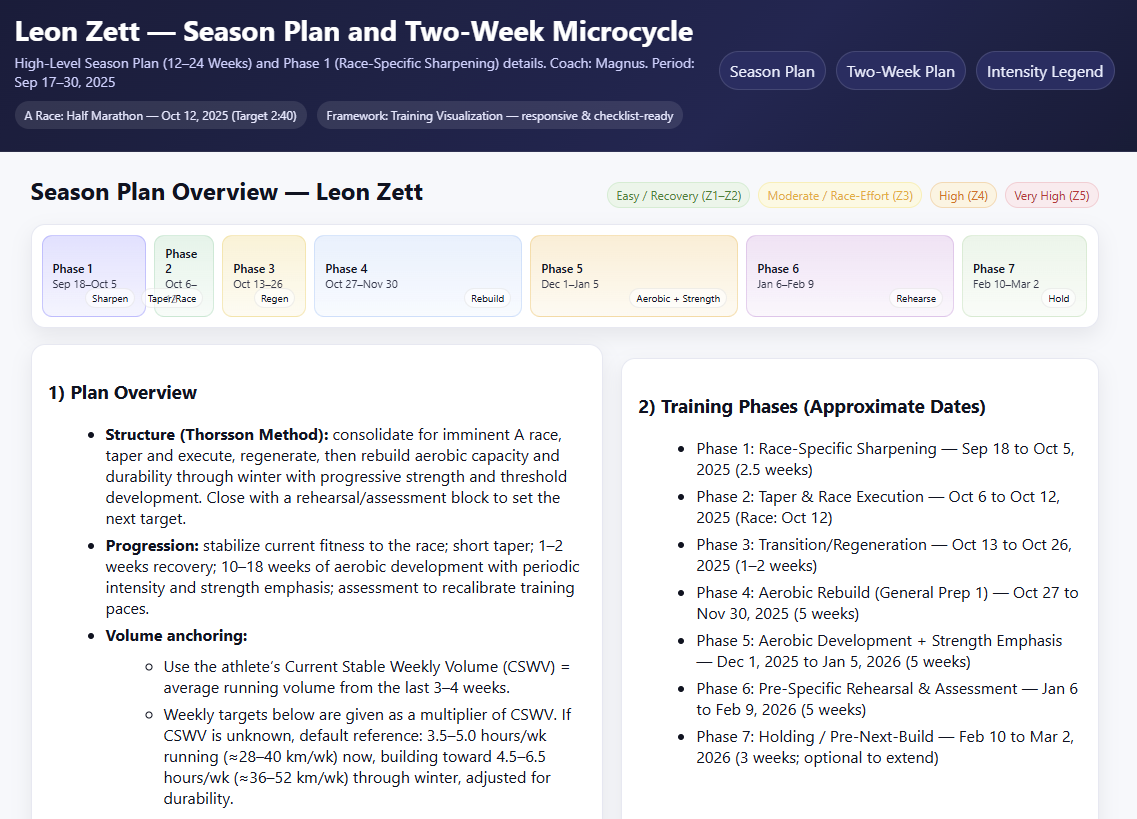 Leon Zett — Season Plan and Two-Week Microcycle
High-Level Season Plan (12–24 Weeks) and Phase 1 (Race-Specific Sharpening) details. Coach: Magnus. Period:
Sep 17–30, 2025
A Race: Half Marathon — Oct 12, 2025 (Target 2:40)
Framework: Training Visualization — responsive & checklist-ready
Season Plan
Two-Week Plan
Intensity Legend
Season Plan Overview — Leon Zett
Easy / Recovery (Z1–Z2)
Moderate / Race-Effort (Z3)
High (Z4)
Very High (Z5)
Phase 1
Sep 18–Oct 5
Sharpen
Phase
2
Oct 6–
Taper/Race
Phase 3
Oct 13–26
Regen
Phase 4
Oct 27–Nov 30
Rebuild
Phase 5
Dec 1–Jan 5
Aerobic + Strength
Phase 6
Jan 6–Feb 9
Rehearse
Phase 7
Feb 10–Mar 2
Hold
1) Plan Overview
• Structure (Thorsson Method): consolidate for imminent A race,
taper and execute, regenerate, then rebuild aerobic capacity and
durability through winter with progressive strength and threshold
development. Close with a rehearsal/assessment block to set the
next target.
• Progression: stabilize current fitness to the race; short taper; 1–2
weeks recovery; 10–18 weeks of aerobic development with periodic
intensity and strength emphasis; assessment to recalibrate training
paces.
• Volume anchoring:
◦ Use the athlete's Current Stable Weekly Volume (CSWV) =
average running volume from the last 3–4 weeks.
◦ Weekly targets below are given as a multiplier of CSWV. If
CSWV is unknown, default reference: 3.5–5.0 hours/wk
running (≈28–40 km/wk) now, building toward 4.5–6.5
hours/wk (≈36–52 km/wk) through winter, adjusted for
durability.
2) Training Phases (Approximate Dates)
• Phase 1: Race-Specific Sharpening — Sep 18 to Oct 5,
2025 (2.5 weeks)
• Phase 2: Taper & Race Execution — Oct 6 to Oct 12,
2025 (Race: Oct 12)
• Phase 3: Transition/Regeneration — Oct 13 to Oct 26,
2025 (1–2 weeks)
• Phase 4: Aerobic Rebuild (General Prep 1) — Oct 27 to
Nov 30, 2025 (5 weeks)
• Phase 5: Aerobic Development + Strength Emphasis
— Dec 1, 2025 to Jan 5, 2026 (5 weeks)
• Phase 6: Pre-Specific Rehearsal & Assessment — Jan 6
to Feb 9, 2026 (5 weeks)
• Phase 7: Holding / Pre-Next-Build — Feb 10 to Mar 2,
2026 (3 weeks; optional to extend)